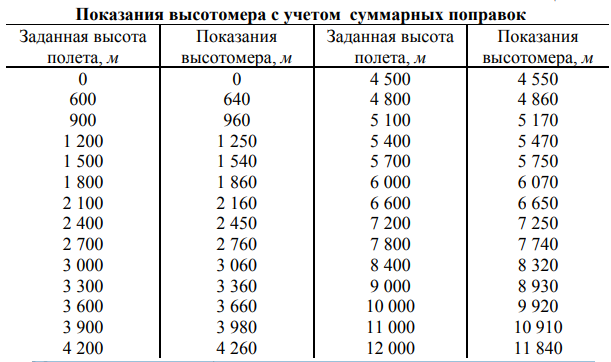 Показания высотомера с учетом суммарных поправок
Заданная высота Показания Заданная высота Показания
полета, м высотомера, м полета, м высотомера, м
0 0 4 500 4 550
600 640 4 800 4 860
900 960 5 100 5 170
1 200 1 250 5 400 5 470
1 500 1 540 5 700 5 750
1 800 1 860 6 000 6 070
2 100 2 160 6 600 6 650
2 400 2 450 7 200 7 250
2 700 2 760 7 800 7 740
3 000 3 060 8 400 8 320
3 300 3 360 9 000 8 930
3 600 3 660 10 000 9 920
3 900 3 980 11 000 10 910
4 200 4 260 12 000 11 840